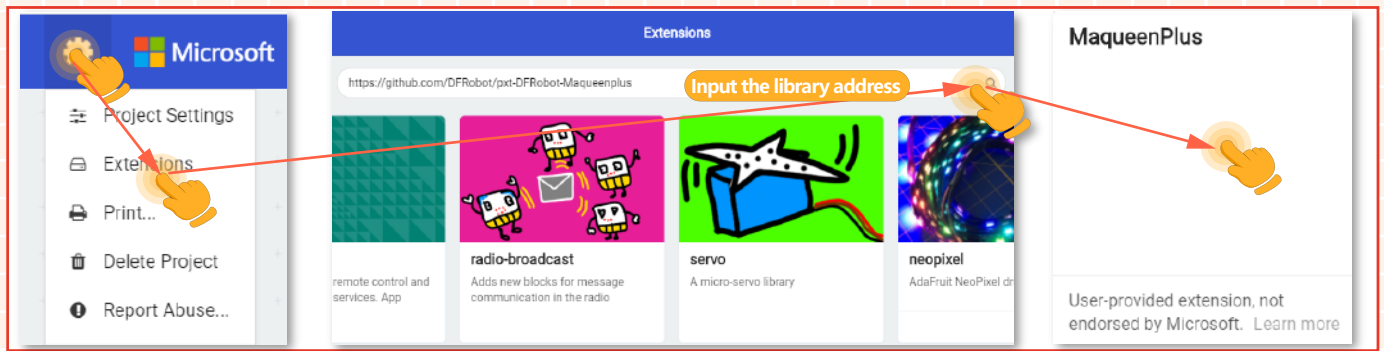 Microsoft
Project Settings
Extensions
Print...
Delete Project
Report Abuse...
Extensions
https://github.com/DFRobot/pxt-DFRobot-Maqueenplus
Input the library address
remote control and
services. App
radio-broadcast
Adds new blocks for message
communication in the radio
servo
A micro-servo library
neopixel
AdaFruit NeoPixel dr
MaqueenPlus
User-provided extension, not
endorsed by Microsoft. Learn more